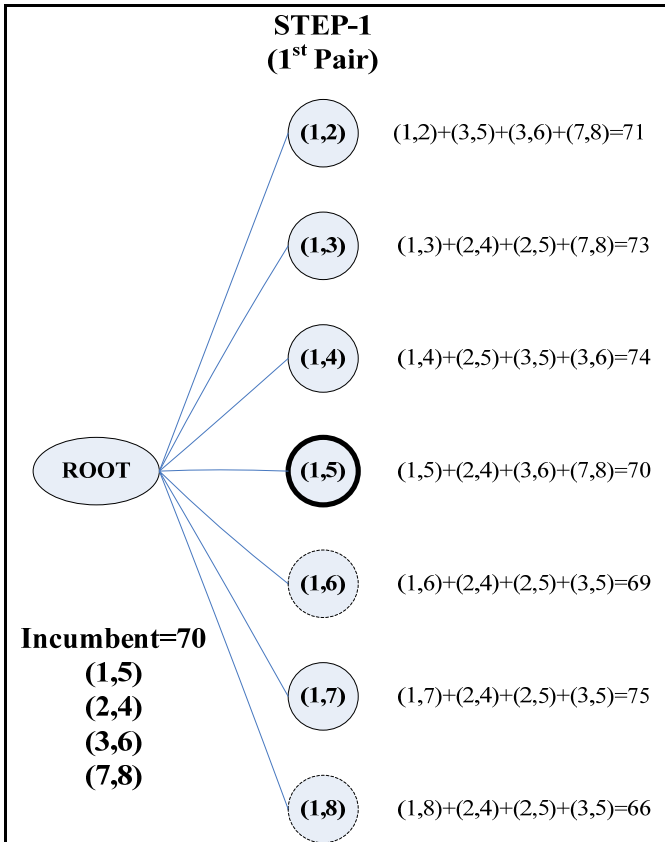 STEP-1
(1st Pair)
(1,2) (1,2)+(3,5)+(3,6)+(7,8)=71
(1,3) (1,3)+(2,4)+(2,5)+(7,8)=73
(1,4) (1,4)+(2,5)+(3,5)+(3,6)=74
ROOT (1,5) (1,5)+(2,4)+(3,6)+(7,8)=70
(1,6) (1,6)+(2,4)+(2,5)+(3,5)=69
Incumbent=70
(1,5)
(2,4)
(3,6)
(7,8)
(1,7) (1,7)+(2,4)+(2,5)+(3,5)=75
(1,8) (1,8)+(2,4)+(2,5)+(3,5)=66